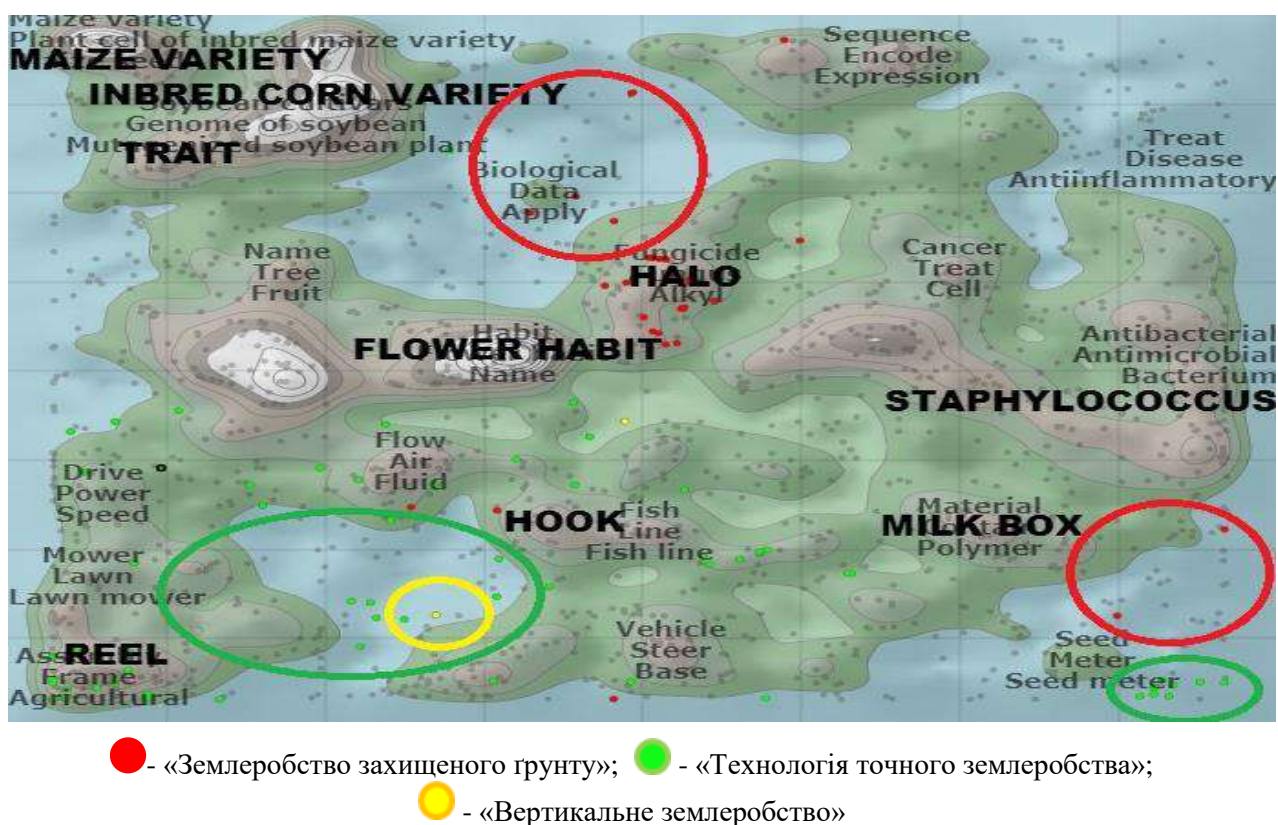 Maize variety
Plant cell of inbred maize variety
MAIZE VARIETY
INBRED CORN VARIETY
Soybean cultivars
Genome of soybean
Mutagenized soybean plant
TRAIT
Sequence
Encode
Expression
Treat
Disease
Antiinflammatory
Biological
Data
Apply
Name
Tree
Fruit
Fungicide
HALO
Alkyl
Cancer
Treat
Cell
Habit
FLOWER HABIT
Name
Antibacterial
Antimicrobial
Bacterium
STAPHYLOCOCCUS
Flow
Air
Fluid
Drive
Power
Speed
HOOK
Fish
Line
Fish line
Material
MILK BOX
Polymer
Mower
Lawn
Lawn mower
Vehicle
Steer
Base
REEL
Frame
Agricultural
Seed
Meter
Seed meter
- «Землеробство захищеного ґрунту»; - «Технологія точного землеробства»;
- «Вертикальне землеробство»